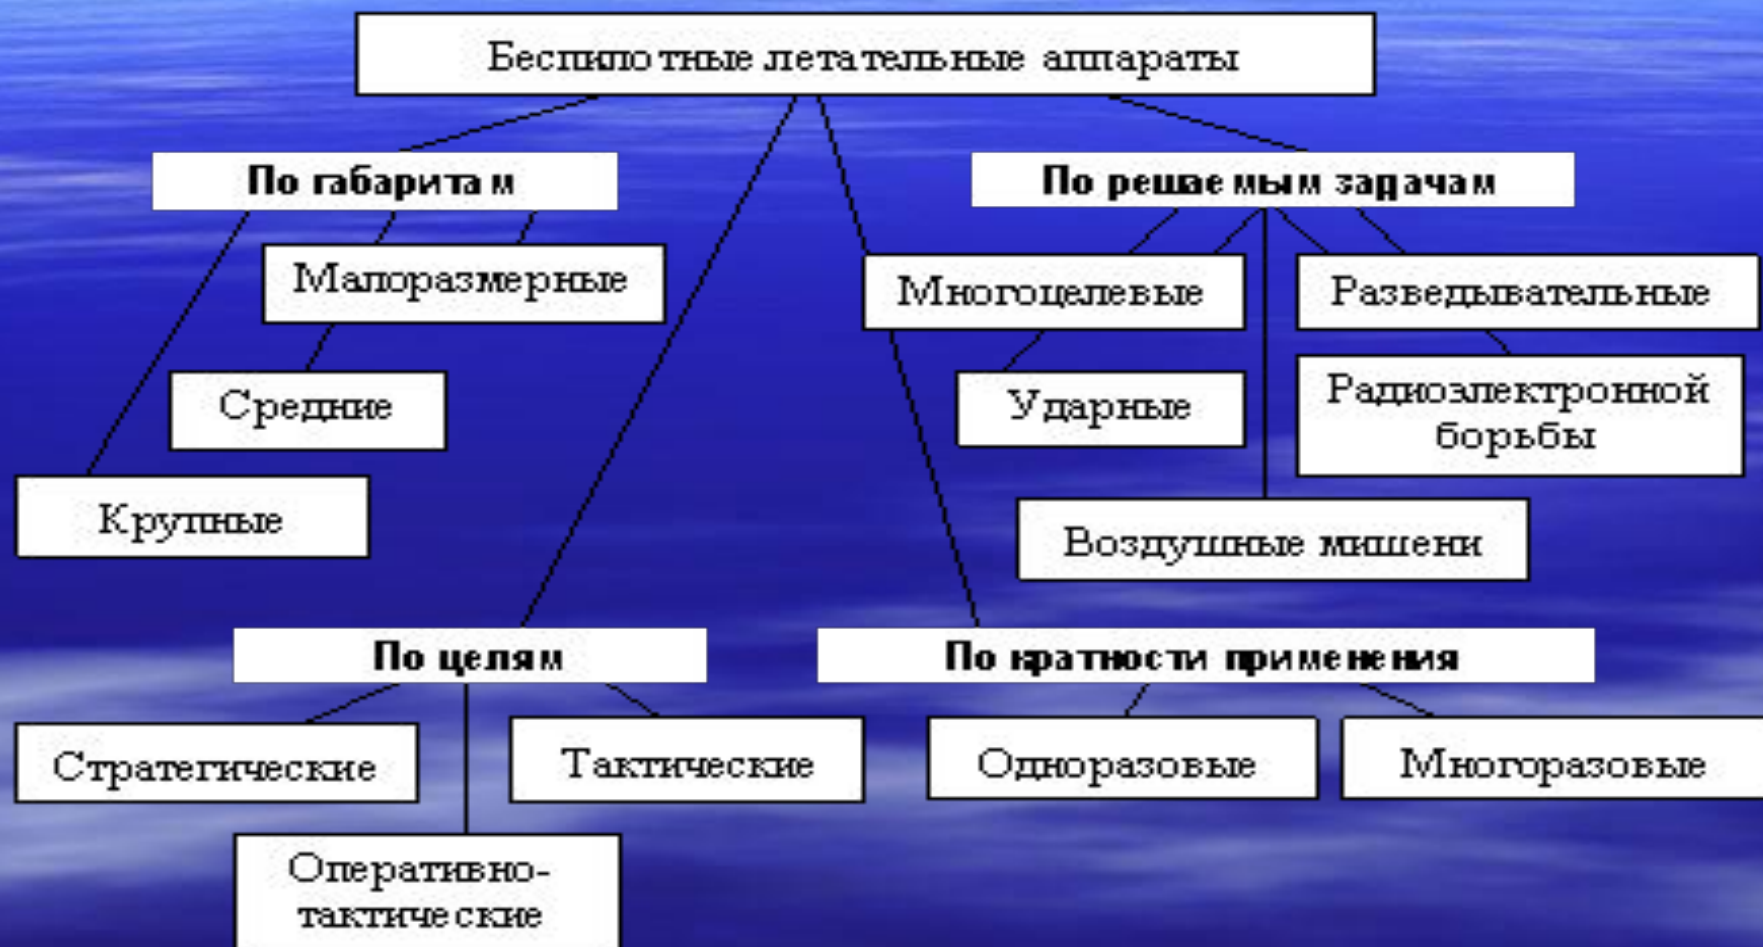 Беспилотные летательные аппараты
По габаритам
По решаемым задачам
Малоразмерные
Многоцелевые
Разведывательные
Средние
Ударные
Радиоэлектронной
борьбы
Крупные
Воздушные мишени
По целям
По кратности применения
Стратегические
Тактические
Одноразовые
Многоразовые
Оперативно-
тактические